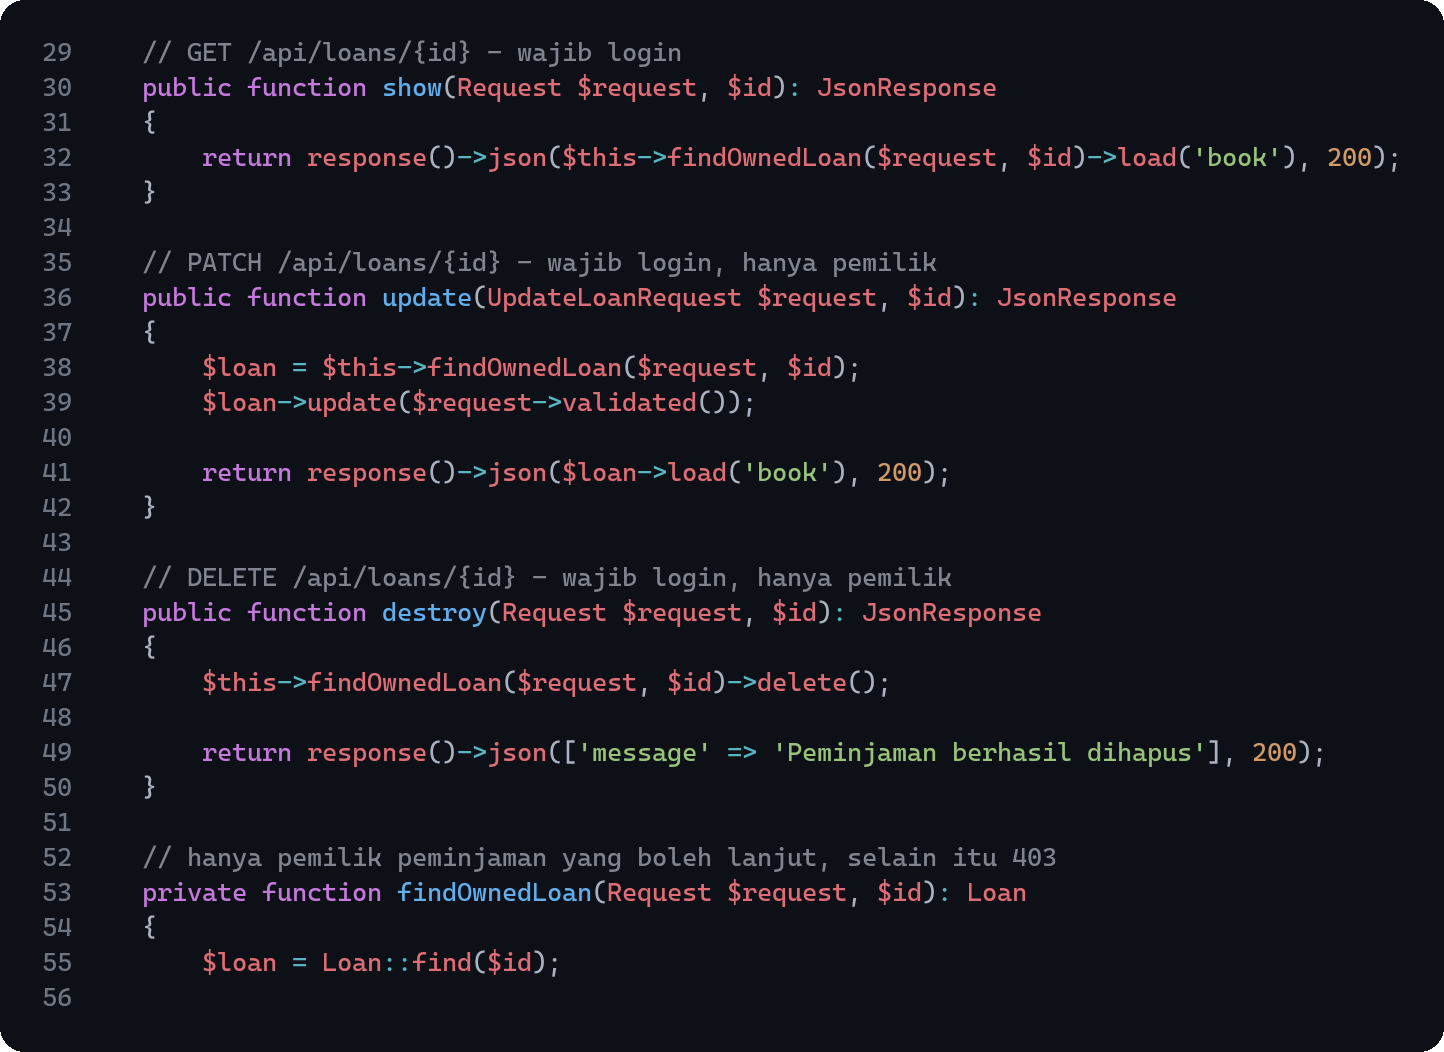 29    // GET /api/loans/{id} - wajib login
30    public function show(Request $request, $id): JsonResponse
31    {
32        return response()->json($this->findOwnedLoan($request, $id)->load('book'), 200);
33    }
34
35    // PATCH /api/loans/{id} - wajib login, hanya pemilik
36    public function update(UpdateLoanRequest $request, $id): JsonResponse
37    {
38        $loan = $this->findOwnedLoan($request, $id);
39        $loan->update($request->validated());
40
41        return response()->json($loan->load('book'), 200);
42    }
43
44    // DELETE /api/loans/{id} - wajib login, hanya pemilik
45    public function destroy(Request $request, $id): JsonResponse
46    {
47        $this->findOwnedLoan($request, $id)->delete();
48
49        return response()->json(['message' => 'Peminjaman berhasil dihapus'], 200);
50    }
51
52    // hanya pemilik peminjaman yang boleh lanjut, selain itu 403
53    private function findOwnedLoan(Request $request, $id): Loan
54    {
55        $loan = Loan::find($id);
56